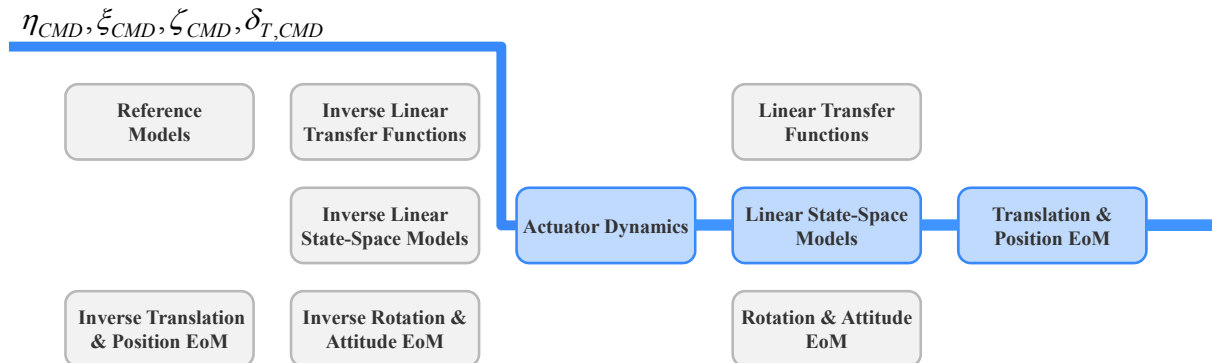 η_CMD, ξ_CMD, ζ_CMD, δ_T,CMD
Reference
Models
Inverse Linear
Transfer Functions
Linear Transfer
Functions
Inverse Linear
State-Space Models
Actuator Dynamics
Linear State-Space
Models
Translation &
Position EoM
Inverse Translation
& Position EoM
Inverse Rotation &
Attitude EoM
Rotation & Attitude
EoM